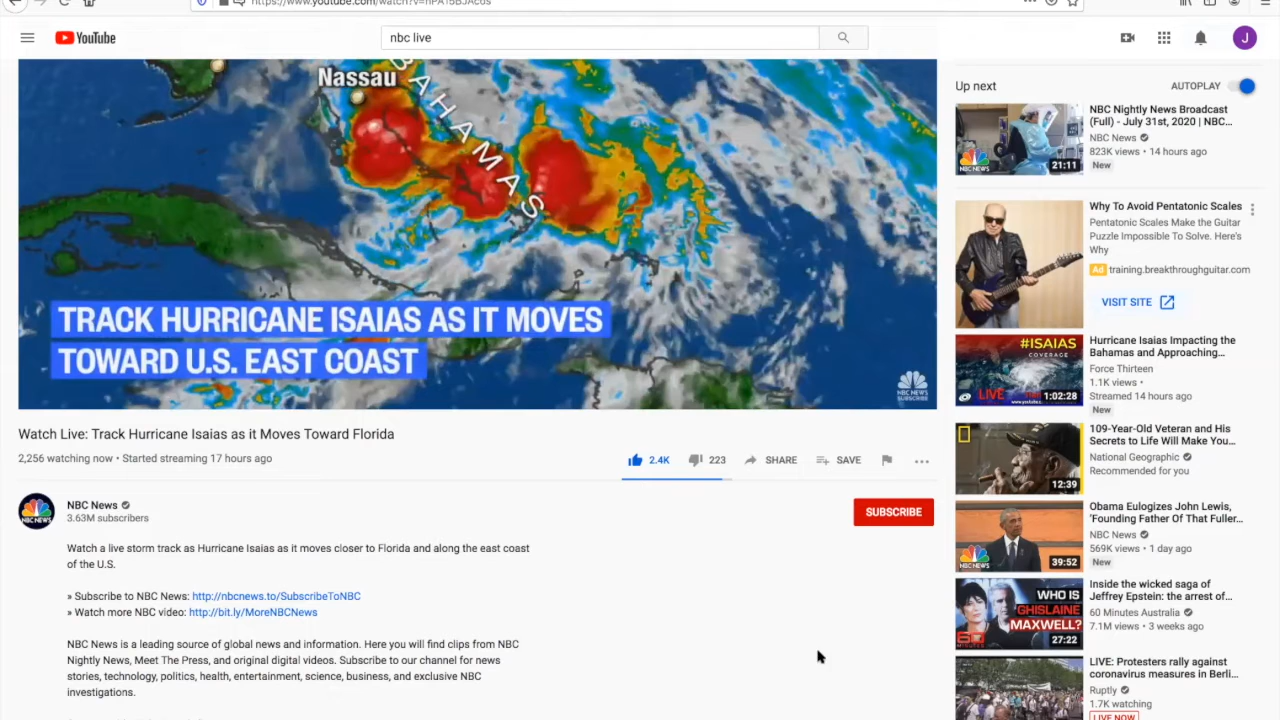 YouTube
nbc live
J
Nassau
BAHAMAS
TRACK HURRICANE ISAIAS AS IT MOVES
TOWARD U.S. EAST COAST
NBC NEWS
SUBSCRIBE
Watch Live: Track Hurricane Isaias as it Moves Toward Florida
2,256 watching now • Started streaming 17 hours ago
2.4K
223
SHARE
SAVE
NBC NEWS
NBC News
3.63M subscribers
SUBSCRIBE
Watch a live storm track as Hurricane Isaias as it moves closer to Florida and along the east coast
of the U.S.
» Subscribe to NBC News: http://nbcnews.to/SubscribeToNBC
» Watch more NBC video: http://bit.ly/MoreNBCNews
NBC News is a leading source of global news and information. Here you will find clips from NBC
Nightly News, Meet The Press, and original digital videos. Subscribe to our channel for news
stories, technology, politics, health, entertainment, science, business, and exclusive NBC
investigations.
Up next
AUTOPLAY
NBC NEWS
21:11
NBC Nightly News Broadcast
(Full) - July 31st, 2020 | NBC...
NBC News
823K views • 14 hours ago
New
Why To Avoid Pentatonic Scales
Pentatonic Scales Make the Guitar
Puzzle Impossible To Solve. Here's
Why
Ad training.breakthroughguitar.com
VISIT SITE
#ISAIAS
COVERAGE
LIVE
1:02:28
Hurricane Isaias Impacting the
Bahamas and Approaching...
Force Thirteen
1.1K views •
Streamed 14 hours ago
New
12:39
109-Year-Old Veteran and His
Secrets to Life Will Make You...
National Geographic
Recommended for you
NBC NEWS
39:52
Obama Eulogizes John Lewis,
'Founding Father Of That Fuller...
NBC News
569K views • 1 day ago
New
WHO IS
GHISLAINE
MAXWELL?
60
MINUTES
27:22
Inside the wicked saga of
Jeffrey Epstein: the arrest of...
60 Minutes Australia
7.1M views • 3 weeks ago
LIVE: Protesters rally against
coronavirus measures in Berli...
Ruptly
1.7K watching
LIVE NOW